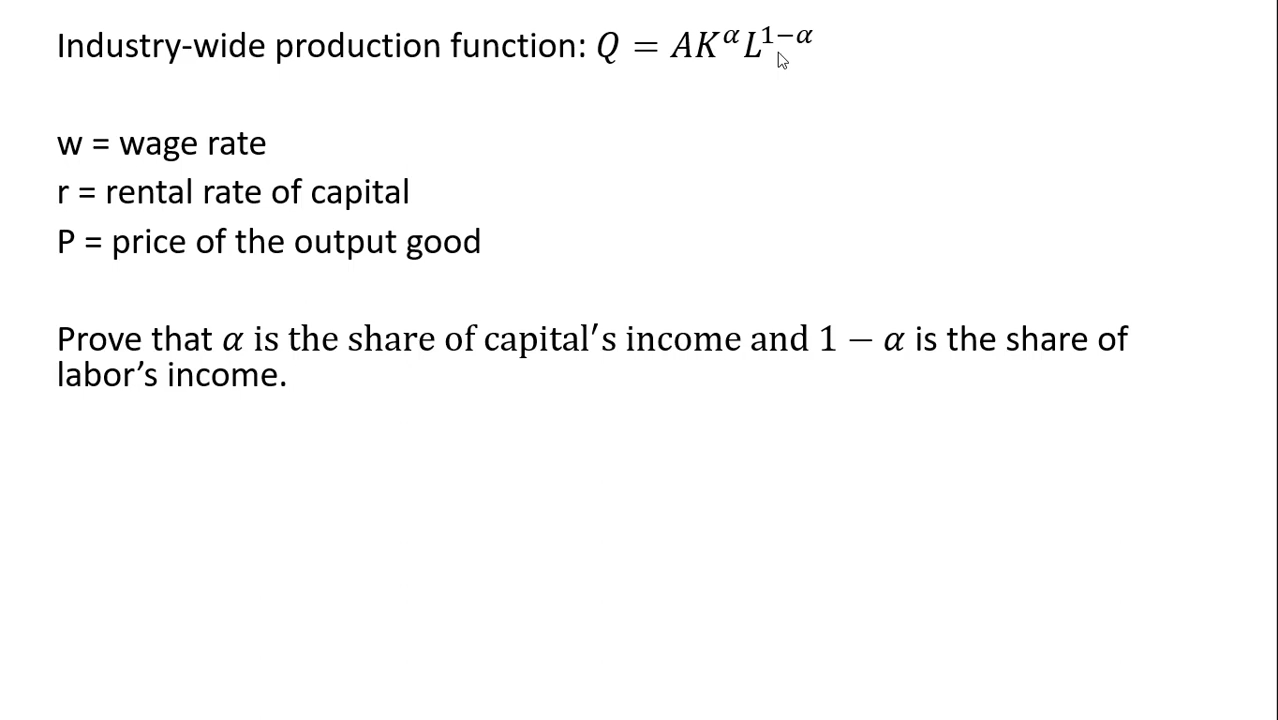 Industry-wide production function: 𝑄 = 𝐴𝐾^𝛼 𝐿^{1−𝛼}
w = wage rate
r = rental rate of capital
P = price of the output good
Prove that 𝛼 is the share of capital′s income and 1 − 𝛼 is the share of
labor’s income.